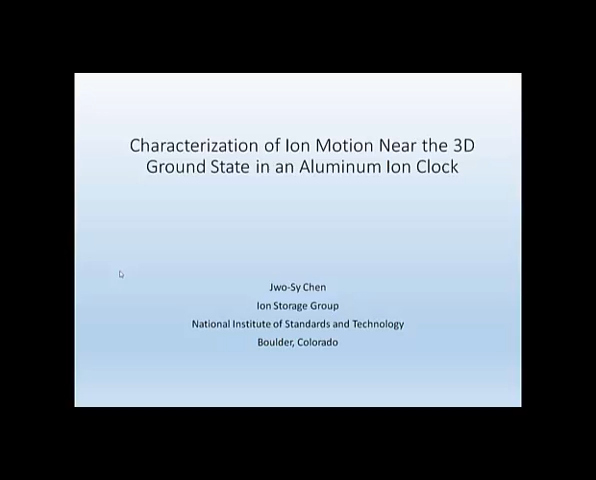 Characterization of Ion Motion Near the 3D
Ground State in an Aluminum Ion Clock
Jwo-Sy Chen
Ion Storage Group
National Institute of Standards and Technology
Boulder, Colorado